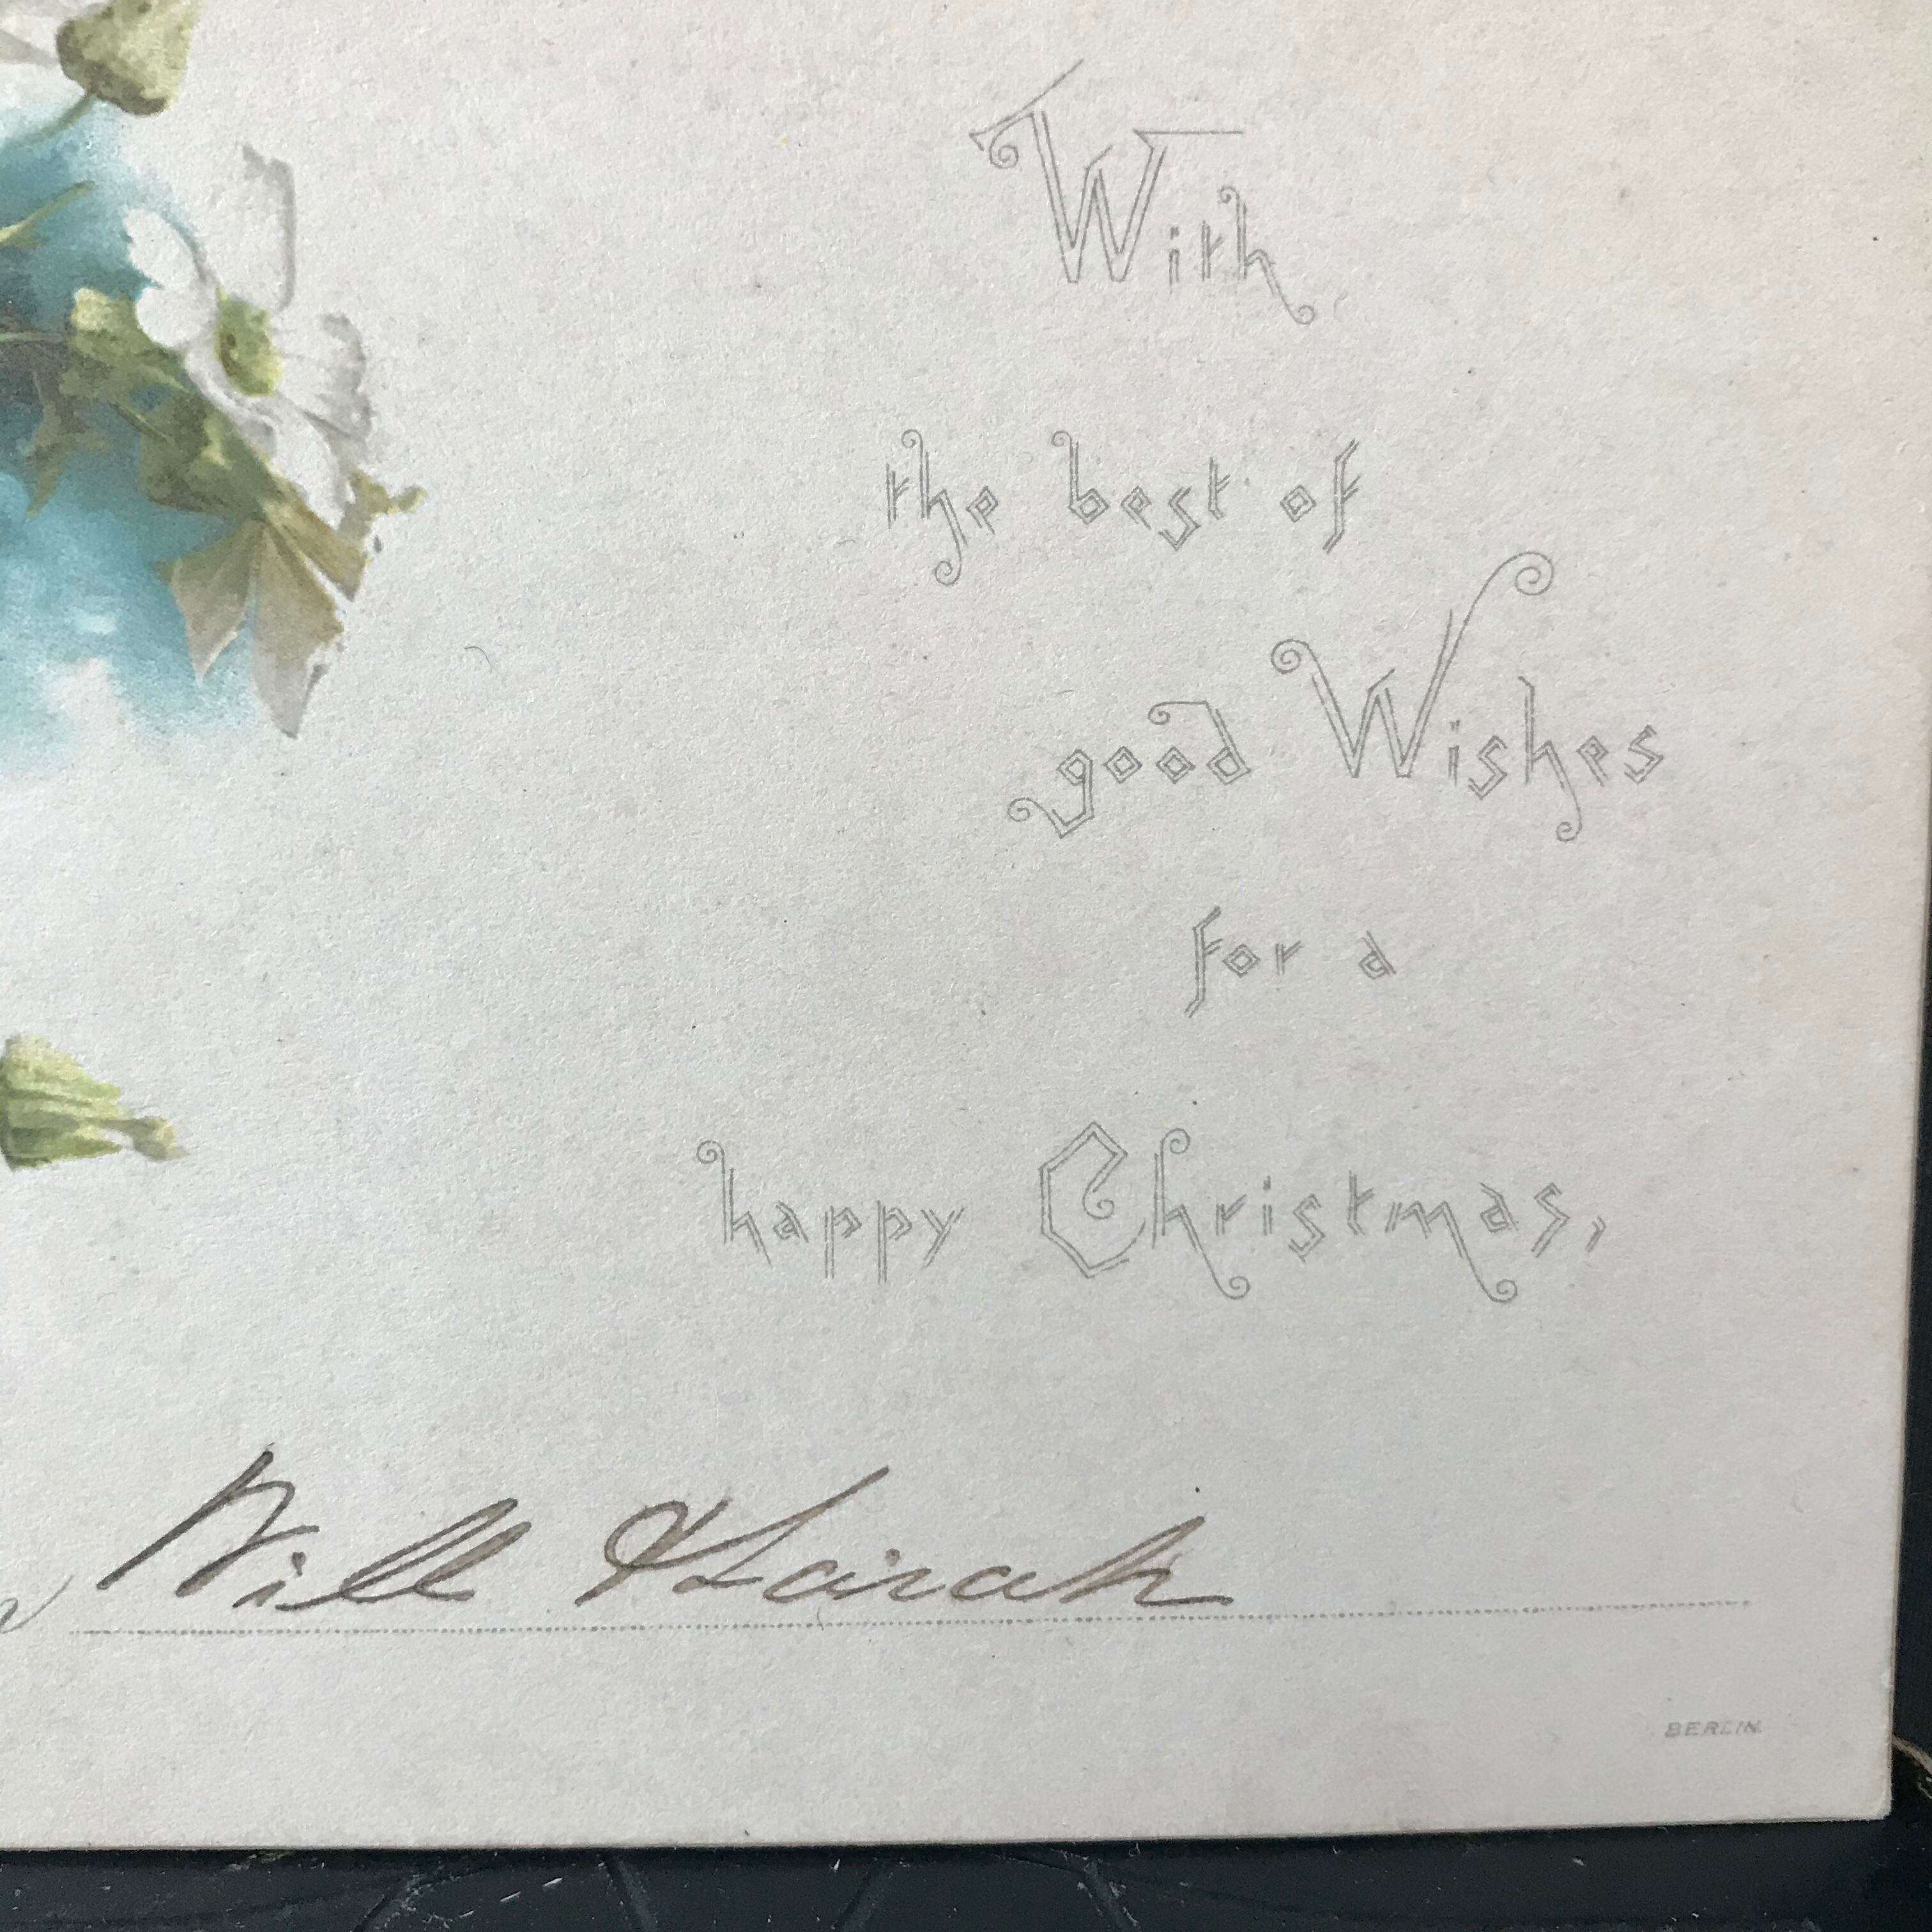 With
the best of
good Wishes
for a
happy Christmas,
Will & Sarah
BERLIN.